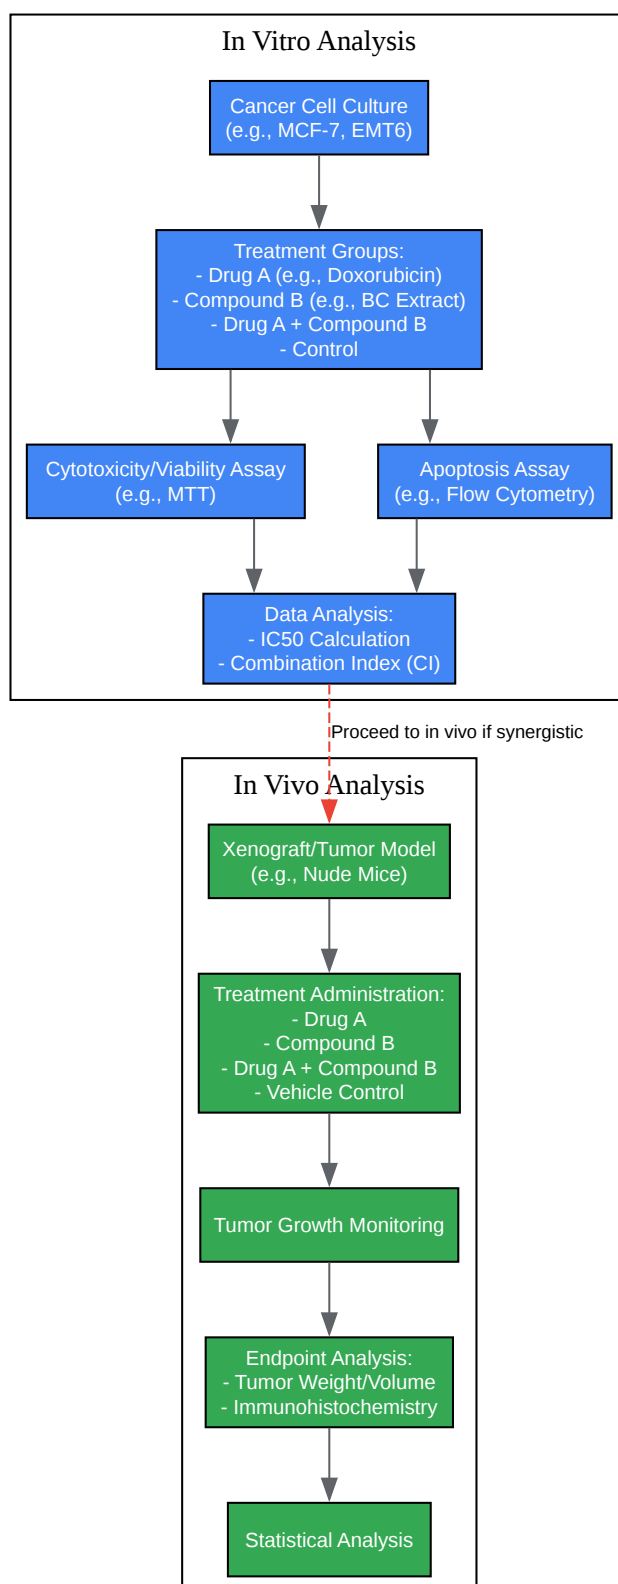 In Vitro Analysis
Cancer Cell Culture
(e.g., MCF-7, EMT6)
Treatment Groups:
- Drug A (e.g., Doxorubicin)
- Compound B (e.g., BC Extract)
- Drug A + Compound B
- Control
Cytotoxicity/Viability Assay
(e.g., MTT)
Apoptosis Assay
(e.g., Flow Cytometry)
Data Analysis:
- IC50 Calculation
- Combination Index (CI)
Proceed to in vivo if synergistic
In Vivo Analysis
Xenograft/Tumor Model
(e.g., Nude Mice)
Treatment Administration:
- Drug A
- Compound B
- Drug A + Compound B
- Vehicle Control
Tumor Growth Monitoring
Endpoint Analysis:
- Tumor Weight/Volume
- Immunohistochemistry
Statistical Analysis